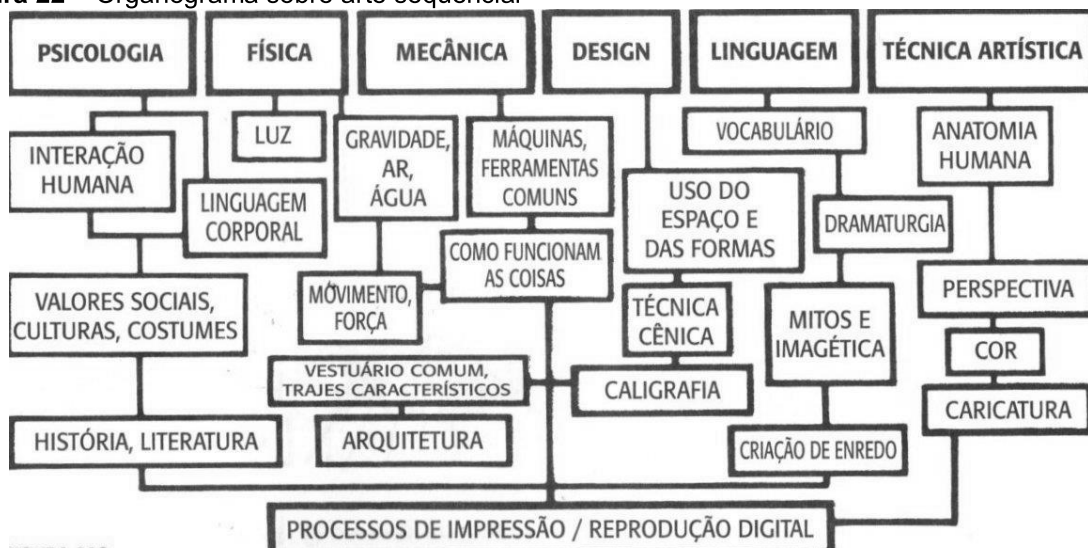 Organograma sobre arte sequencial
PSICOLOGIA
FÍSICA
MECÂNICA
DESIGN
LINGUAGEM
TÉCNICA ARTÍSTICA
INTERAÇÃO
HUMANA
LINGUAGEM
CORPORAL
LUZ
GRAVIDADE,
AR,
ÁGUA
MÁQUINAS,
FERRAMENTAS
COMUNS
USO DO
ESPAÇO E
DAS FORMAS
VOCABULÁRIO
DRAMATURGIA
ANATOMIA
HUMANA
VALORES SOCIAIS,
CULTURAS, COSTUMES
MOVIMENTO,
FORÇA
COMO FUNCIONAM
AS COISAS
TÉCNICA
CÊNICA
MITOS E
IMAGÉTICA
PERSPECTIVA
COR
VESTUÁRIO COMUM,
TRAJES CARACTERÍSTICOS
CALIGRAFIA
CARICATURA
HISTÓRIA, LITERATURA
ARQUITETURA
CRIAÇÃO DE ENREDO
PROCESSOS DE IMPRESSÃO / REPRODUÇÃO DIGITAL